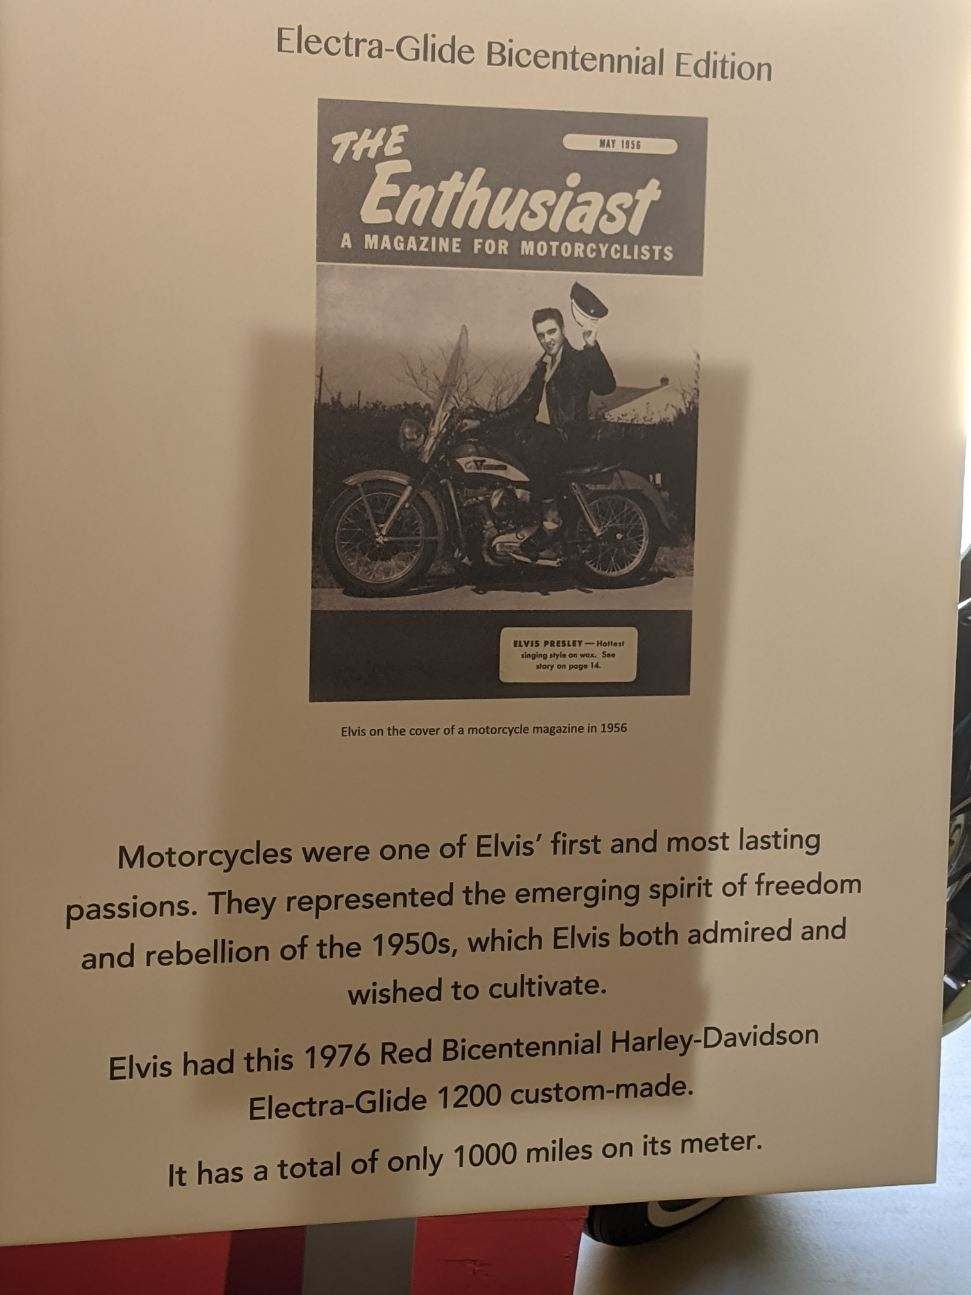 Electra-Glide Bicentennial Edition
THE
MAY 1956
Enthusiast
A MAGAZINE FOR MOTORCYCLISTS
ELVIS PRESLEY — Hottest
singing style on wax. See
story on page 14.
Elvis on the cover of a motorcycle magazine in 1956
Motorcycles were one of Elvis’ first and most lasting
passions. They represented the emerging spirit of freedom
and rebellion of the 1950s, which Elvis both admired and
wished to cultivate.
Elvis had this 1976 Red Bicentennial Harley-Davidson
Electra-Glide 1200 custom-made.
It has a total of only 1000 miles on its meter.